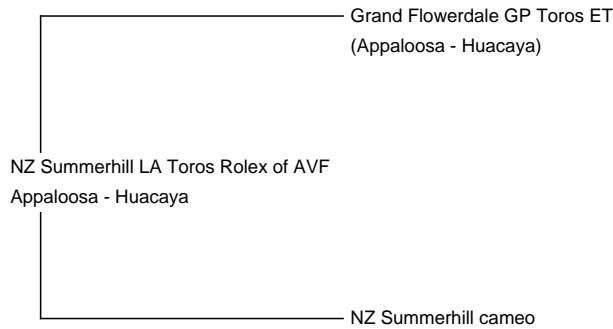 Grand Flowerdale GP Toros ET
(Appaloosa - Huacaya)
NZ Summerhill LA Toros Rolex of AVF
Appaloosa - Huacaya
NZ Summerhill cameo